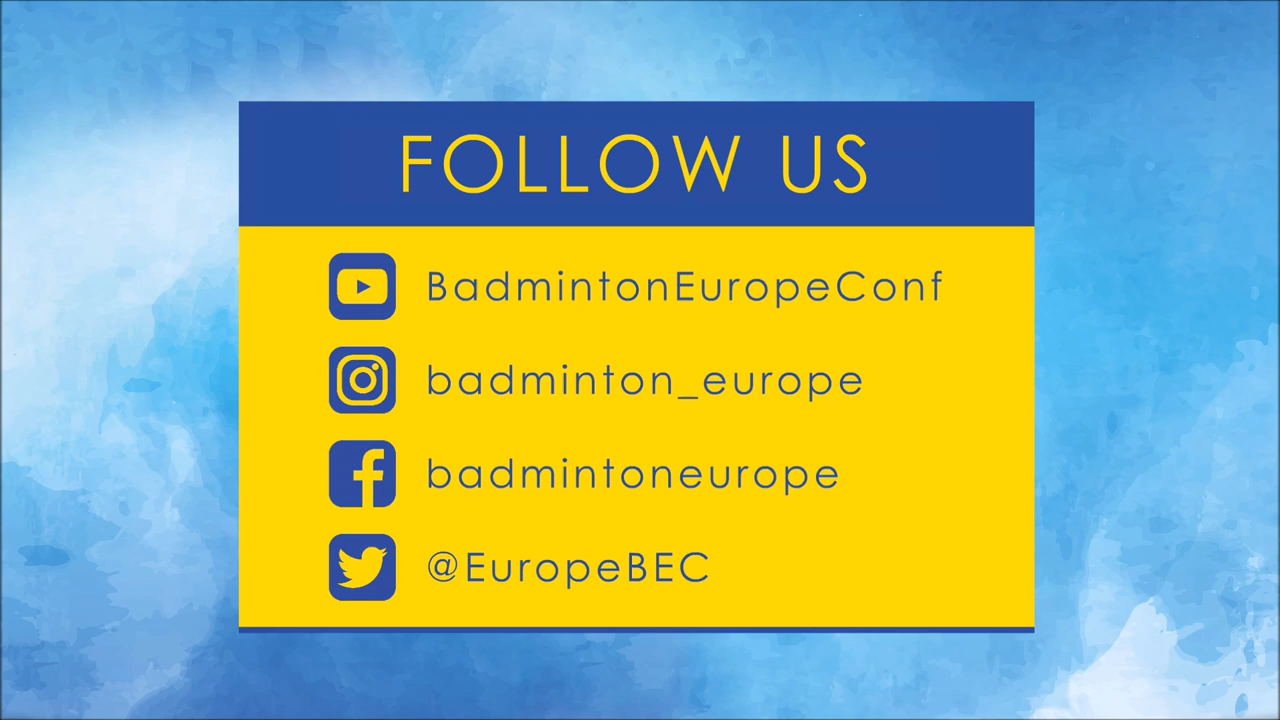 FOLLOW US
BadmintonEuropeConf
badminton_europe
badmintoneurope
@EuropeBEC